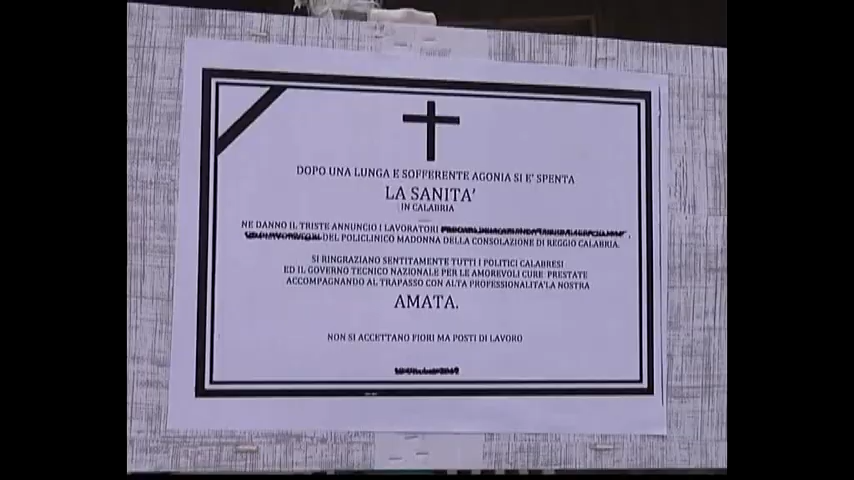 DOPO UNA LUNGA E SOFFERENTE AGONIA SI E' SPENTA
LA SANITA'
IN CALABRIA
NE DANNO IL TRISTE ANNUNCIO I LAVORATORI
DEL POLICLINICO MADONNA DELLA CONSOLAZIONE DI REGGIO CALABRIA.
SI RINGRAZIANO SENTITAMENTE TUTTI I POLITICI CALABRESI
ED IL GOVERNO TECNICO NAZIONALE PER LE AMOREVOLI CURE PRESTATE
ACCOMPAGNANDO AL TRAPASSO CON ALTA PROFESSIONALITA'LA NOSTRA
AMATA.
NON SI ACCETTANO FIORI MA POSTI DI LAVORO